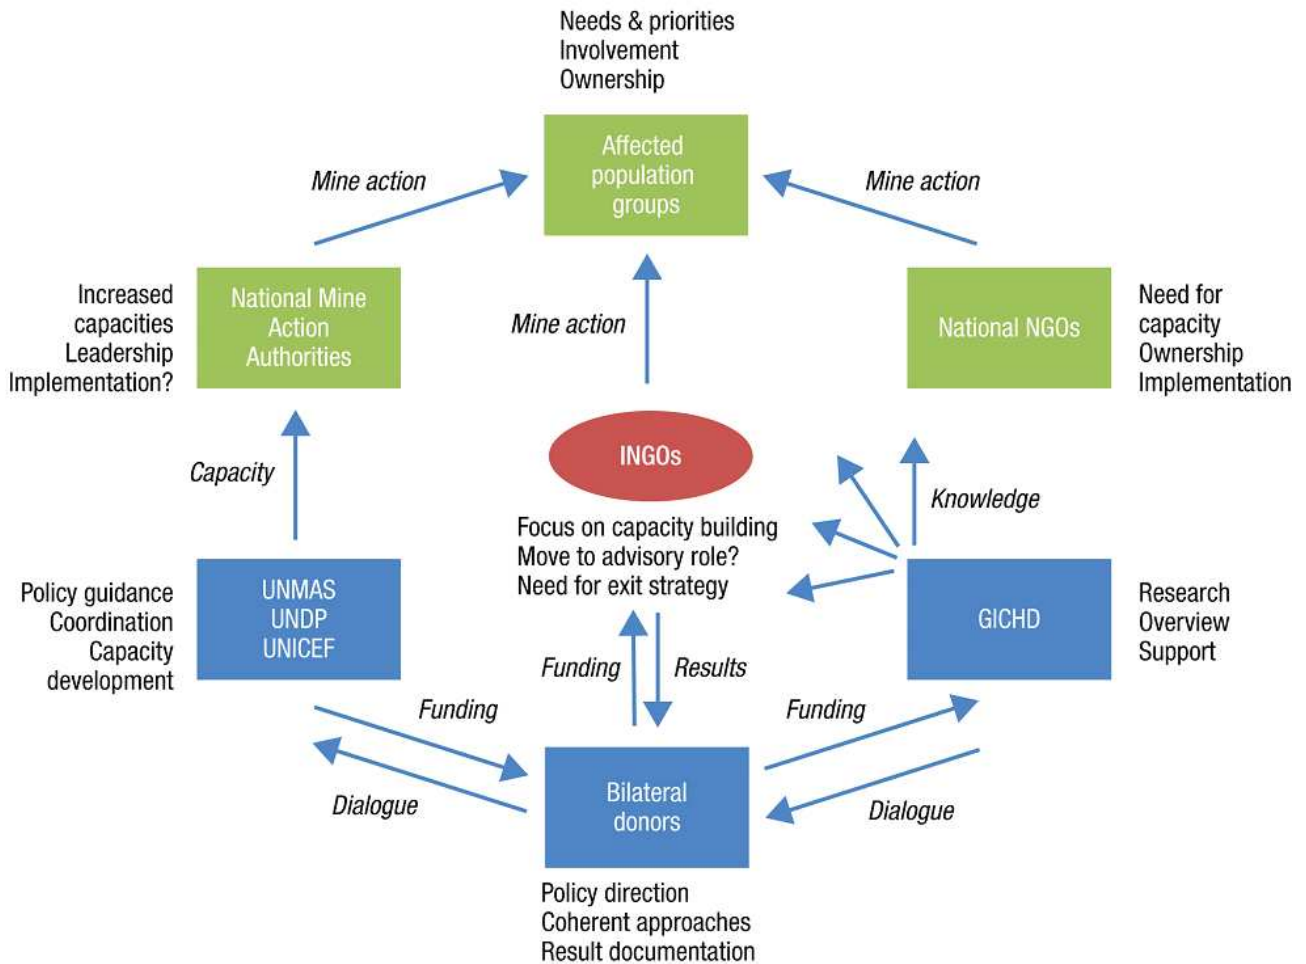 Needs & priorities
Involvement
Ownership
Affected
population
groups
Mine action
Mine action
Increased
capacities
Leadership
Implementation?
National Mine
Action
Authorities
Mine action
National NGOs
Need for
capacity
Ownership
Implementation
Capacity
INGOs
Focus on capacity building
Move to advisory role?
Need for exit strategy
Knowledge
Policy guidance
Coordination
Capacity
development
UNMAS
UNDP
UNICEF
GICHD
Research
Overview
Support
Funding
Funding
Results
Funding
Dialogue
Bilateral
donors
Dialogue
Policy direction
Coherent approaches
Result documentation